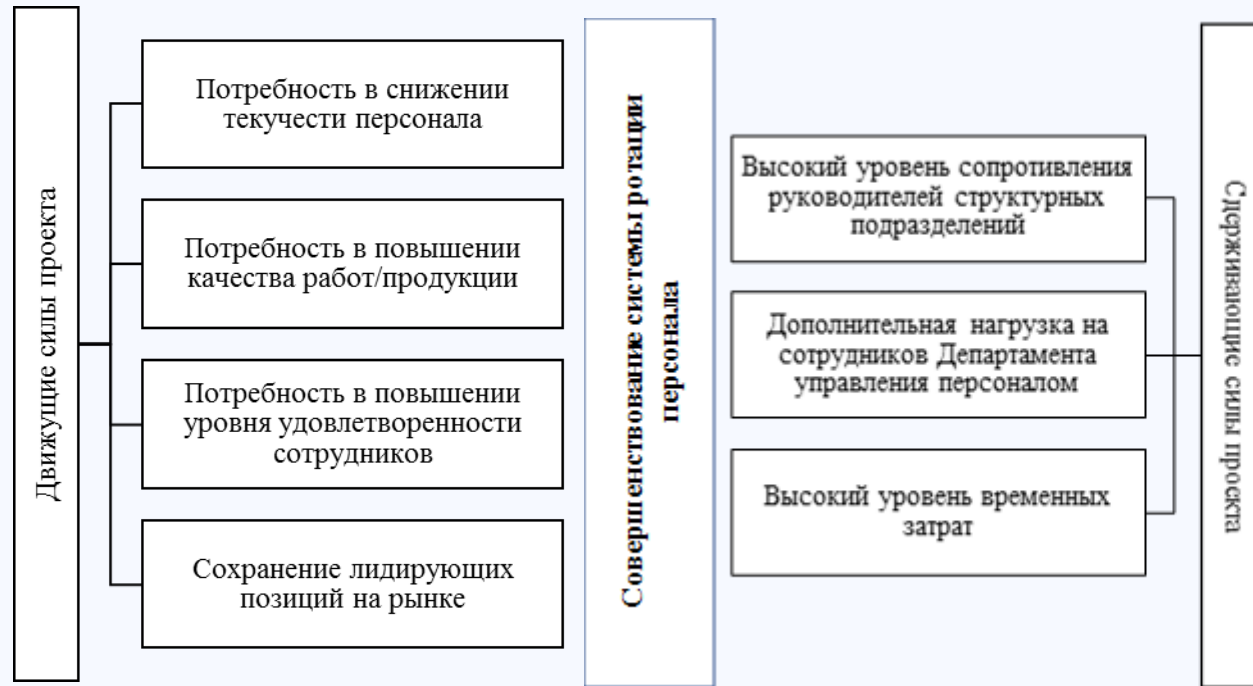 Движущие силы проекта
Потребность в снижении
текучести персонала
Потребность в повышении
качества работ/продукции
Потребность в повышении
уровня удовлетворенности
сотрудников
Сохранение лидирующих
позиций на рынке
Совершенствование системы ротации
персонала
Высокий уровень сопротивления
руководителей структурных
подразделений
Дополнительная нагрузка на
сотрудников Департамента
управления персоналом
Высокий уровень временных
затрат
Сдерживающие силы проекта